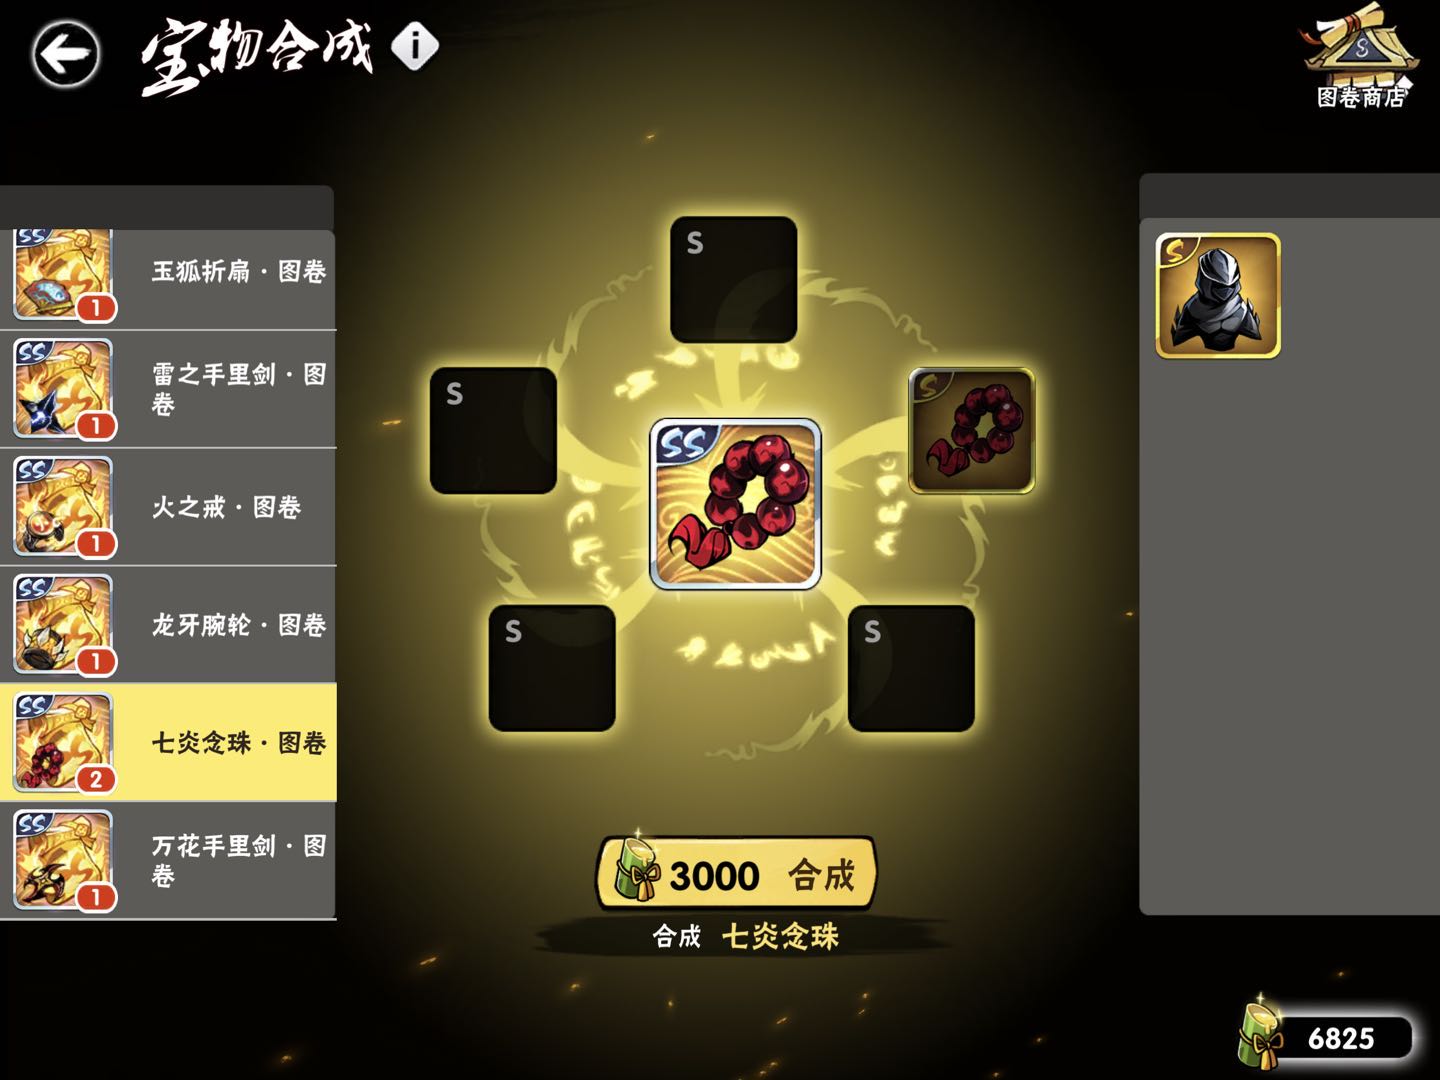 宝物合成 i
S
图卷商店
SS
玉狐折扇·图卷
1
SS
雷之手里剑·图
卷
1
SS
火之戒·图卷
1
SS
龙牙腕轮·图卷
1
SS
七炎念珠·图卷
2
SS
万花手里剑·图
卷
1
S
S
S
SS
S
S
3000 合成
合成 七炎念珠
S
6825